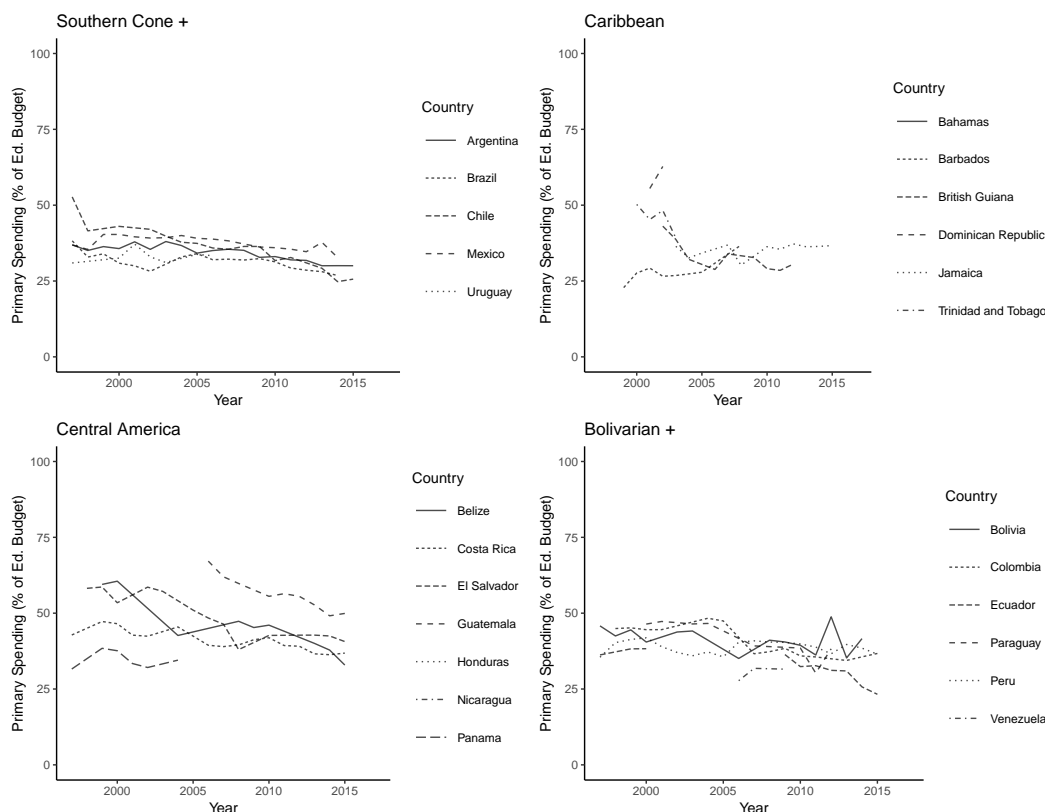 Southern Cone +
Primary Spending (% of Ed. Budget)
100
75
50
25
0
2000 2005 2010 2015
Year
Country
Argentina
Brazil
Chile
Mexico
Uruguay
Caribbean
Primary Spending (% of Ed. Budget)
100
75
50
25
0
2000 2005 2010 2015
Year
Country
Bahamas
Barbados
British Guiana
Dominican Republic
Jamaica
Trinidad and Tobago
Central America
Primary Spending (% of Ed. Budget)
100
75
50
25
0
2000 2005 2010 2015
Year
Country
Belize
Costa Rica
El Salvador
Guatemala
Honduras
Nicaragua
Panama
Bolivarian +
Primary Spending (% of Ed. Budget)
100
75
50
25
0
2000 2005 2010 2015
Year
Country
Bolivia
Colombia
Ecuador
Paraguay
Peru
Venezuela